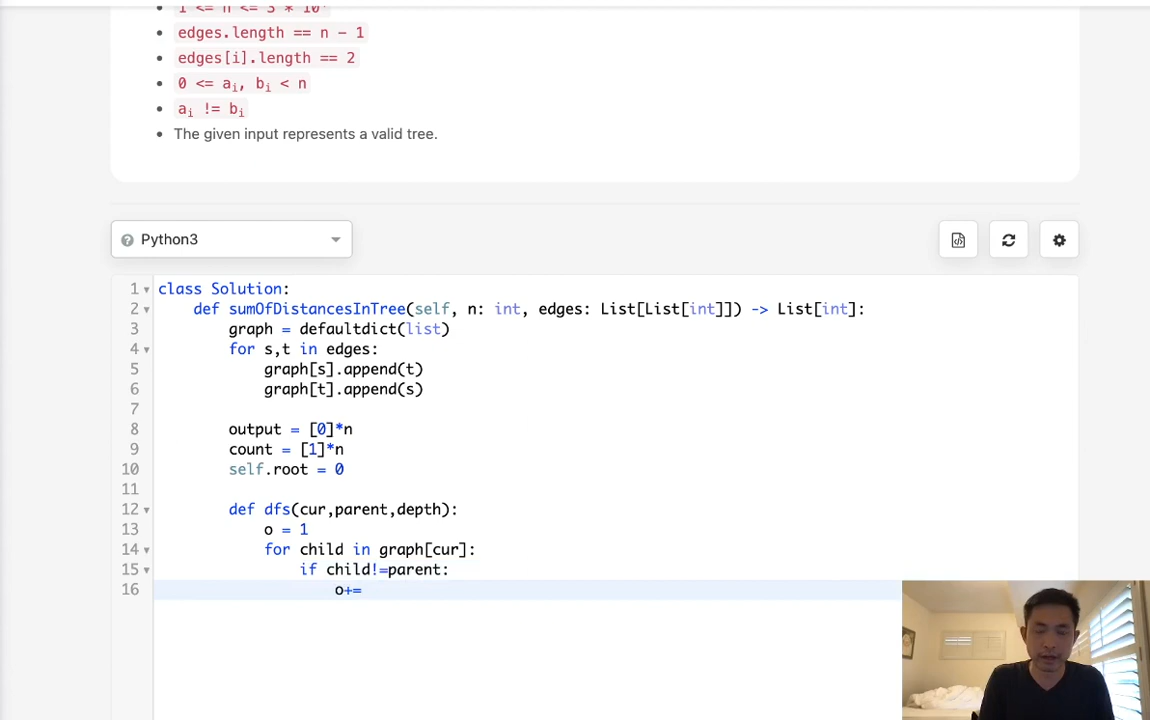 1 <= n <= 3 * 10⁴
edges.length == n - 1
edges[i].length == 2
0 <= aᵢ, bᵢ < n
aᵢ != bᵢ
The given input represents a valid tree.
Python3
1 class Solution:
2 def sumOfDistancesInTree(self, n: int, edges: List[List[int]]) -> List[int]:
3 graph = defaultdict(list)
4 for s,t in edges:
5 graph[s].append(t)
6 graph[t].append(s)
7
8 output = [0]*n
9 count = [1]*n
10 self.root = 0
11
12 def dfs(cur,parent,depth):
13 o = 1
14 for child in graph[cur]:
15 if child!=parent:
16 o+=